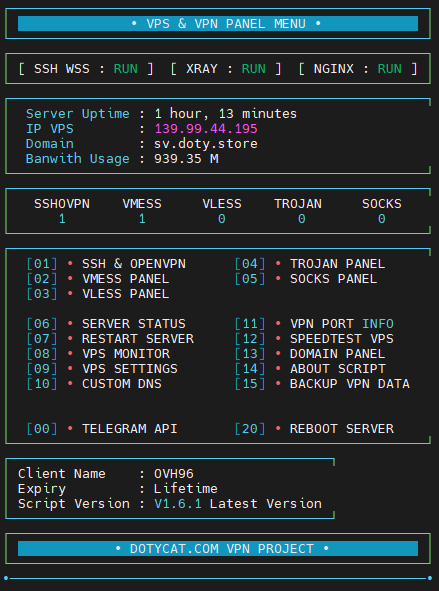 • VPS & VPN PANEL MENU •
[ SSH WSS : RUN ] [ XRAY : RUN ] [ NGINX : RUN ]
Server Uptime : 1 hour, 13 minutes
IP VPS : 139.99.44.195
Domain : sv.doty.store
Banwith Usage : 939.35 M
SSHOVPN VMESS VLESS TROJAN SOCKS
1 1 0 0 0
[01] • SSH & OPENVPN [04] • TROJAN PANEL
[02] • VMESS PANEL [05] • SOCKS PANEL
[03] • VLESS PANEL
[06] • SERVER STATUS [11] • VPN PORT INFO
[07] • RESTART SERVER [12] • SPEEDTEST VPS
[08] • VPS MONITOR [13] • DOMAIN PANEL
[09] • VPS SETTINGS [14] • ABOUT SCRIPT
[10] • CUSTOM DNS [15] • BACKUP VPN DATA
[00] • TELEGRAM API [20] • REBOOT SERVER
Client Name : OVH96
Expiry : Lifetime
Script Version : V1.6.1 Latest Version
• DOTYCAT.COM VPN PROJECT •